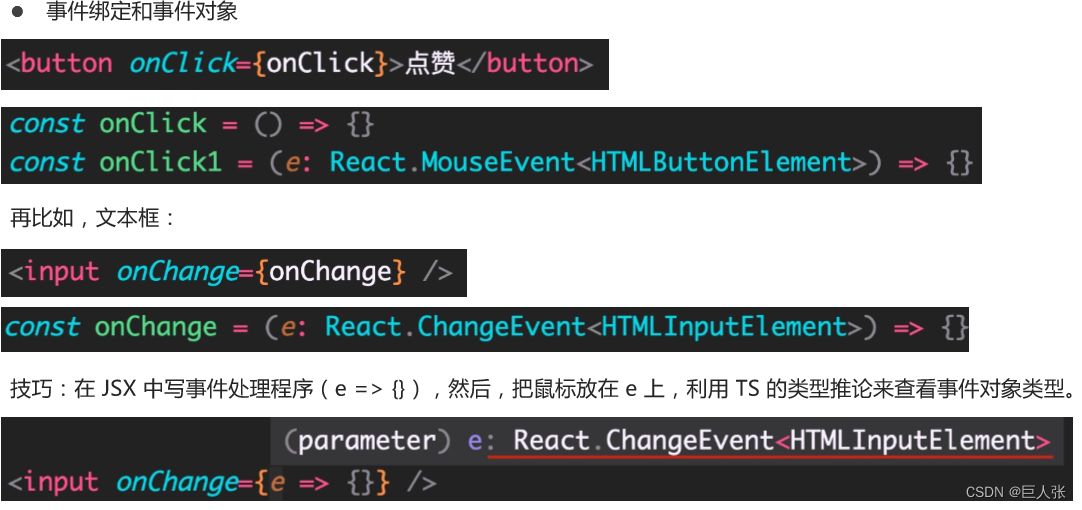 ● 事件绑定和事件对象
<button onClick={onClick}>点赞</button>
const onClick = () => {}
const onClick1 = (e: React.MouseEvent<HTMLButtonElement>) => {}
再比如，文本框：
<input onChange={onChange} />
const onChange = (e: React.ChangeEvent<HTMLInputElement>) => {}
技巧：在 JSX 中写事件处理程序（ e => {} ），然后，把鼠标放在 e 上，利用 TS 的类型推论来查看事件对象类型。
(parameter) e: React.ChangeEvent<HTMLInputElement>
<input onChange={e => {}} />
CSDN @巨人张